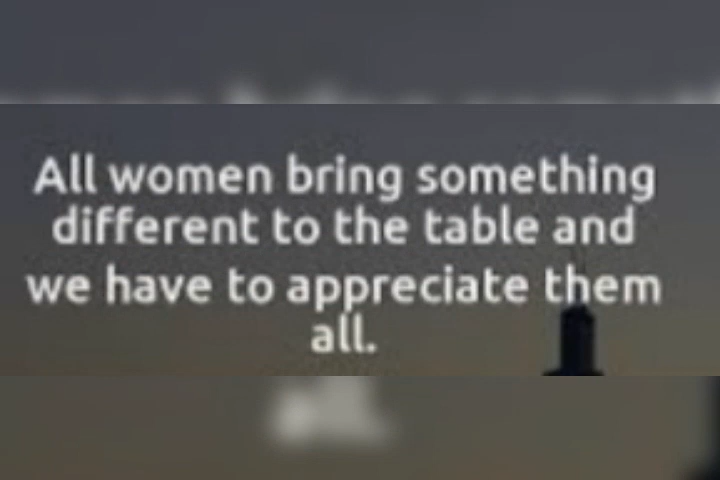 All women bring something
different to the table and
we have to appreciate them
all.